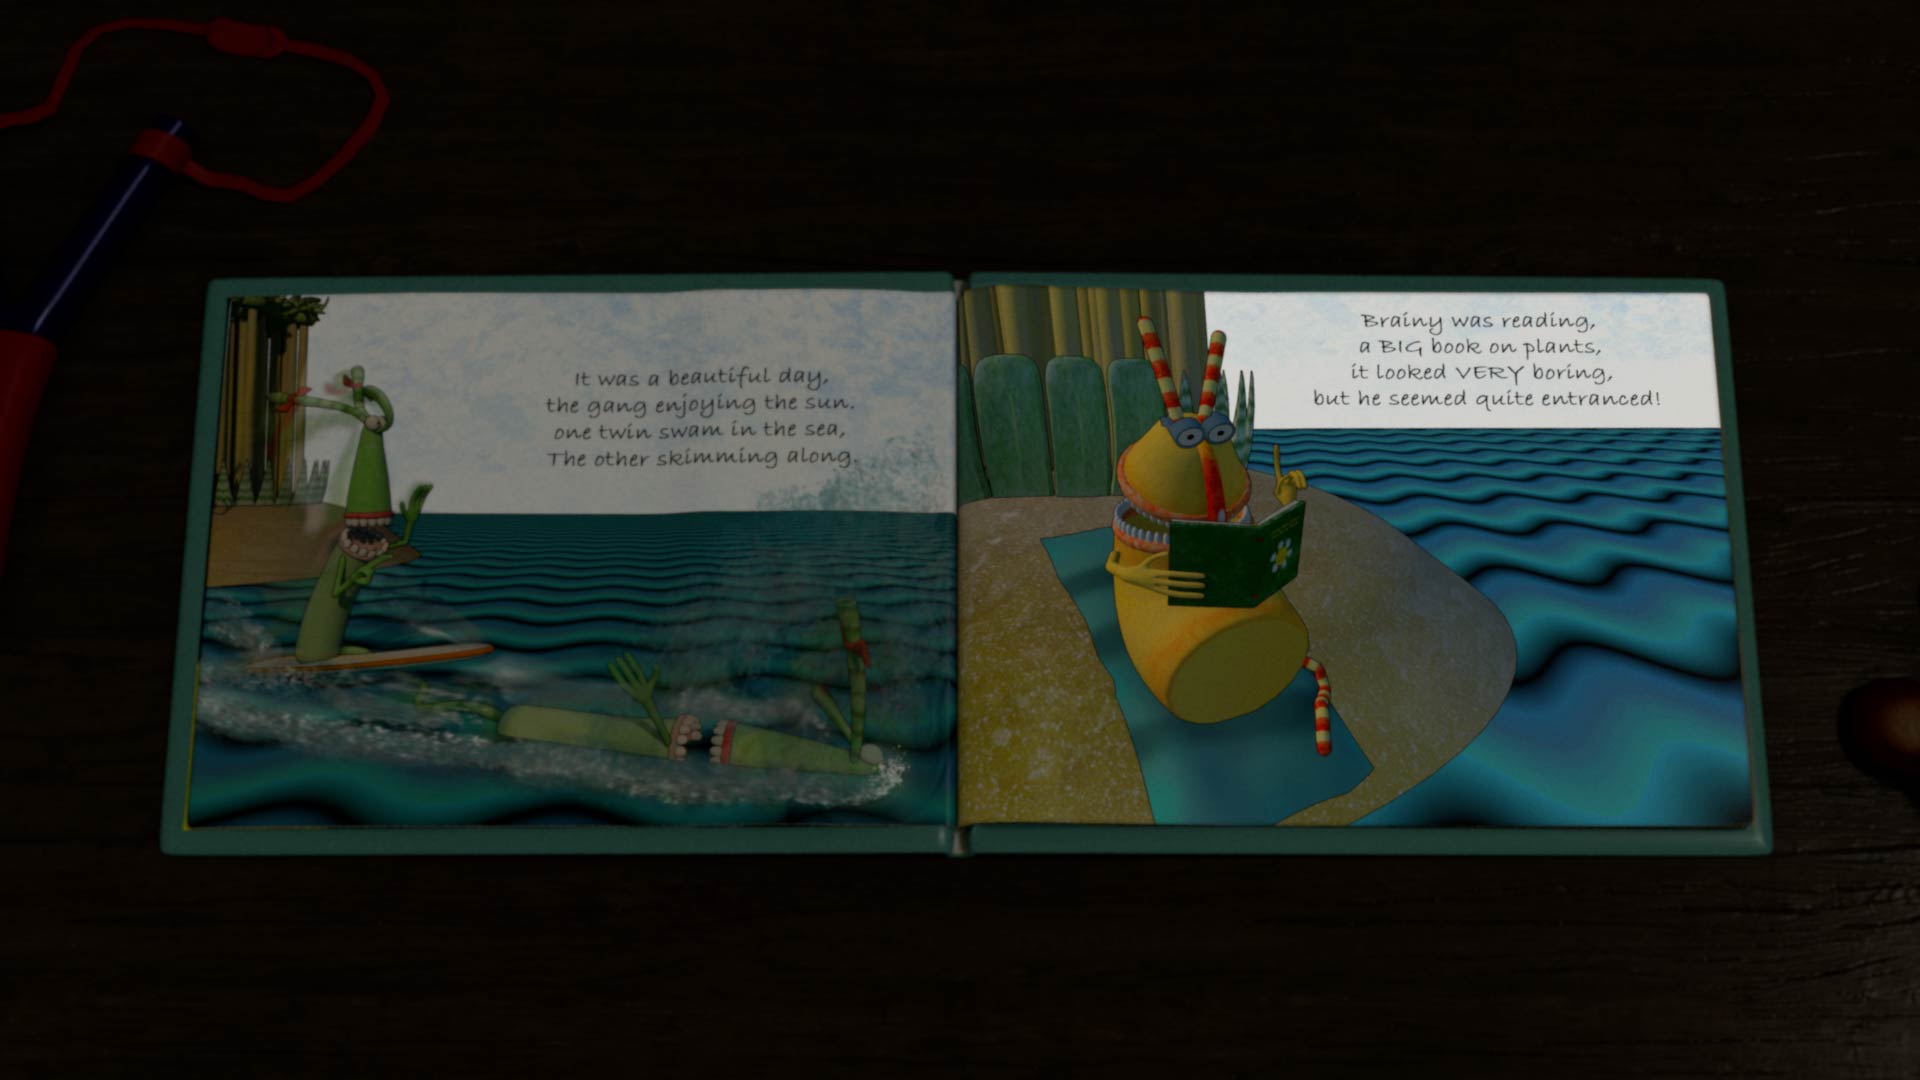 It was a beautiful day,
the gang enjoying the sun.
one twin swam in the sea,
The other skimming along.
Brainy was reading,
a BIG book on plants,
it looked VERY boring,
but he seemed quite entranced!